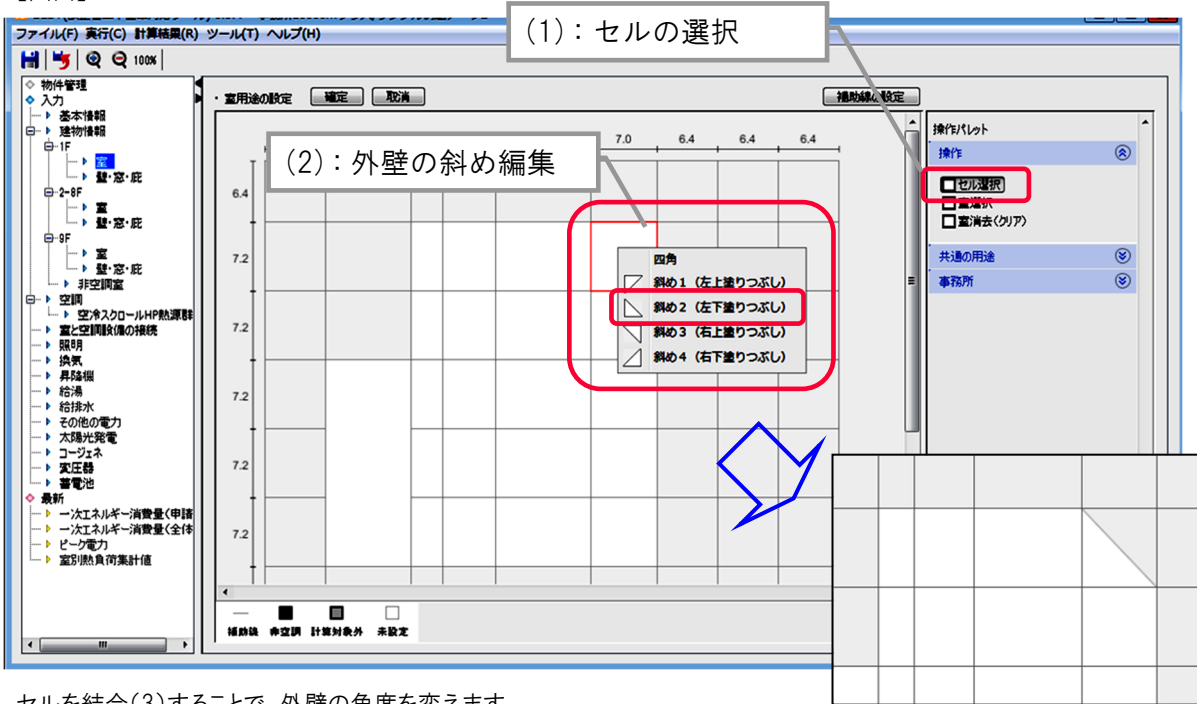 (1)：セルの選択
ファイル(F) 実行(C) 計算結果(R) ツール(T) ヘルプ(H)
100%
物件管理
入力
基本情報
建物情報
1F
室
壁・窓・庇
2-8F
室
壁・窓・庇
9F
室
壁・窓・庇
非空調室
空調
空冷スクロールHP熱源群
室と空調設備の接続
照明
換気
昇降機
給湯
給排水
その他の電力
太陽光発電
コージェネ
変圧器
蓄電池
最新
一次エネルギー消費量(申請
一次エネルギー消費量(全体
ピーク電力
室別熱負荷集計値
・室用途の設定 確定 取消 補助線の設定
(2)：外壁の斜め編集
7.0 6.4 6.4 6.4
6.4
7.2
7.2
7.2
7.2
7.2
四角
斜め1（左上塗りつぶし）
斜め2（左下塗りつぶし）
斜め3（右上塗りつぶし）
斜め4（右下塗りつぶし）
操作パレット
操作
セル選択
室選択
室消去(クリア)
共通の用途
事務所
補助線 非空調 計算対象外 未設定
セルを結合(3)することで、外壁の角度を変えます